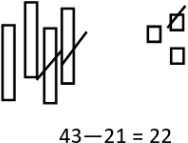 43—21 = 22